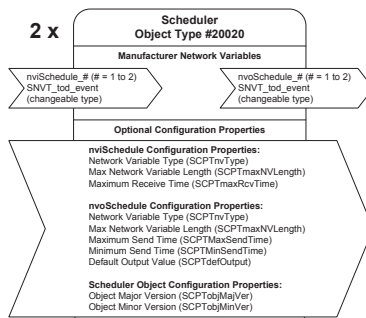 2 x
Scheduler
Object Type #20020
Manufacturer Network Variables
nviSchedule_# (# = 1 to 2)
SNVT_tod_event
(changeable type)
nvoSchedule_# (# = 1 to 2)
SNVT_tod_event
(changeable type)
Optional Configuration Properties
nviSchedule Configuration Properties:
Network Variable Type (SCPTnvType)
Max Network Variable Length (SCPTmaxNVLength)
Maximum Receive Time (SCPTmaxRcvTime)
nvoSchedule Configuration Properties:
Network Variable Type (SCPTnvType)
Max Network Variable Length (SCPTmaxNVLength)
Maximum Send Time (SCPTMaxSendTime)
Minimum Send Time (SCPTMinSendTime)
Default Output Value (SCPTdefOutput)
Scheduler Object Configuration Properties:
Object Major Version (SCPTobjMajVer)
Object Minor Version (SCPTobjMinVer)